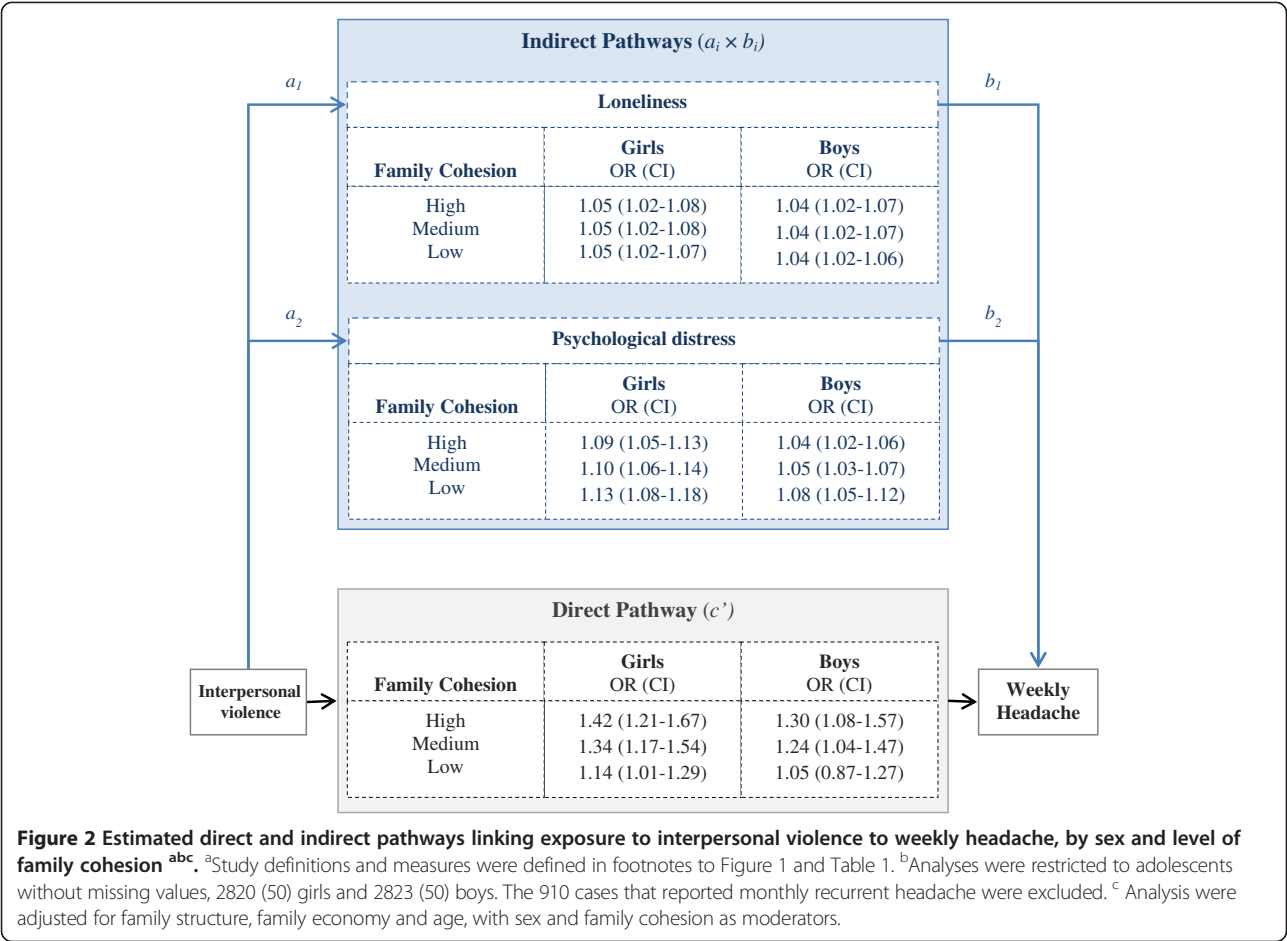 Indirect Pathways (ai × bi)
a1
b1
Loneliness
Girls Boys
Family Cohesion OR (CI) OR (CI)
High 1.05 (1.02-1.08) 1.04 (1.02-1.07)
Medium 1.05 (1.02-1.08) 1.04 (1.02-1.07)
Low 1.05 (1.02-1.07) 1.04 (1.02-1.06)
a2
b2
Psychological distress
Girls Boys
Family Cohesion OR (CI) OR (CI)
High 1.09 (1.05-1.13) 1.04 (1.02-1.06)
Medium 1.10 (1.06-1.14) 1.05 (1.03-1.07)
Low 1.13 (1.08-1.18) 1.08 (1.05-1.12)
Direct Pathway (c’)
Girls Boys
Family Cohesion OR (CI) OR (CI)
High 1.42 (1.21-1.67) 1.30 (1.08-1.57)
Medium 1.34 (1.17-1.54) 1.24 (1.04-1.47)
Low 1.14 (1.01-1.29) 1.05 (0.87-1.27)
Interpersonal
violence
Weekly
Headache
Figure 2 Estimated direct and indirect pathways linking exposure to interpersonal violence to weekly headache, by sex and level of
family cohesion abc. aStudy definitions and measures were defined in footnotes to Figure 1 and Table 1. bAnalyses were restricted to adolescents
without missing values, 2820 (50) girls and 2823 (50) boys. The 910 cases that reported monthly recurrent headache were excluded. c Analysis were
adjusted for family structure, family economy and age, with sex and family cohesion as moderators.